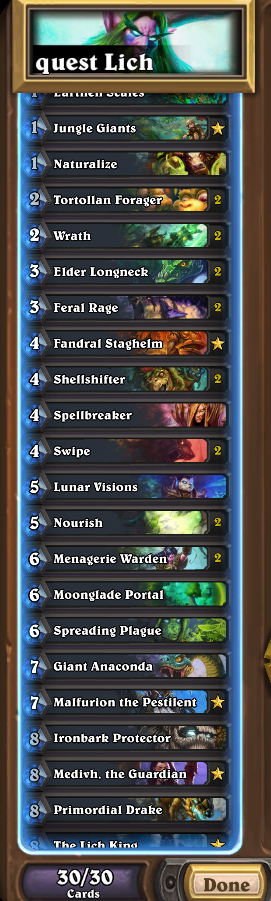 quest Lich
1 Earthen Scales
1 Jungle Giants
1 Naturalize
2 Tortollan Forager 2
2 Wrath 2
3 Elder Longneck 2
3 Feral Rage 2
4 Fandral Staghelm
4 Shellshifter 2
4 Spellbreaker
4 Swipe 2
5 Lunar Visions
5 Nourish 2
6 Menagerie Warden 2
6 Moonglade Portal
6 Spreading Plague
7 Giant Anaconda
7 Malfurion the Pestilent
8 Ironbark Protector
8 Medivh, the Guardian
8 Primordial Drake
8 The Lich King
30/30
Cards
Done